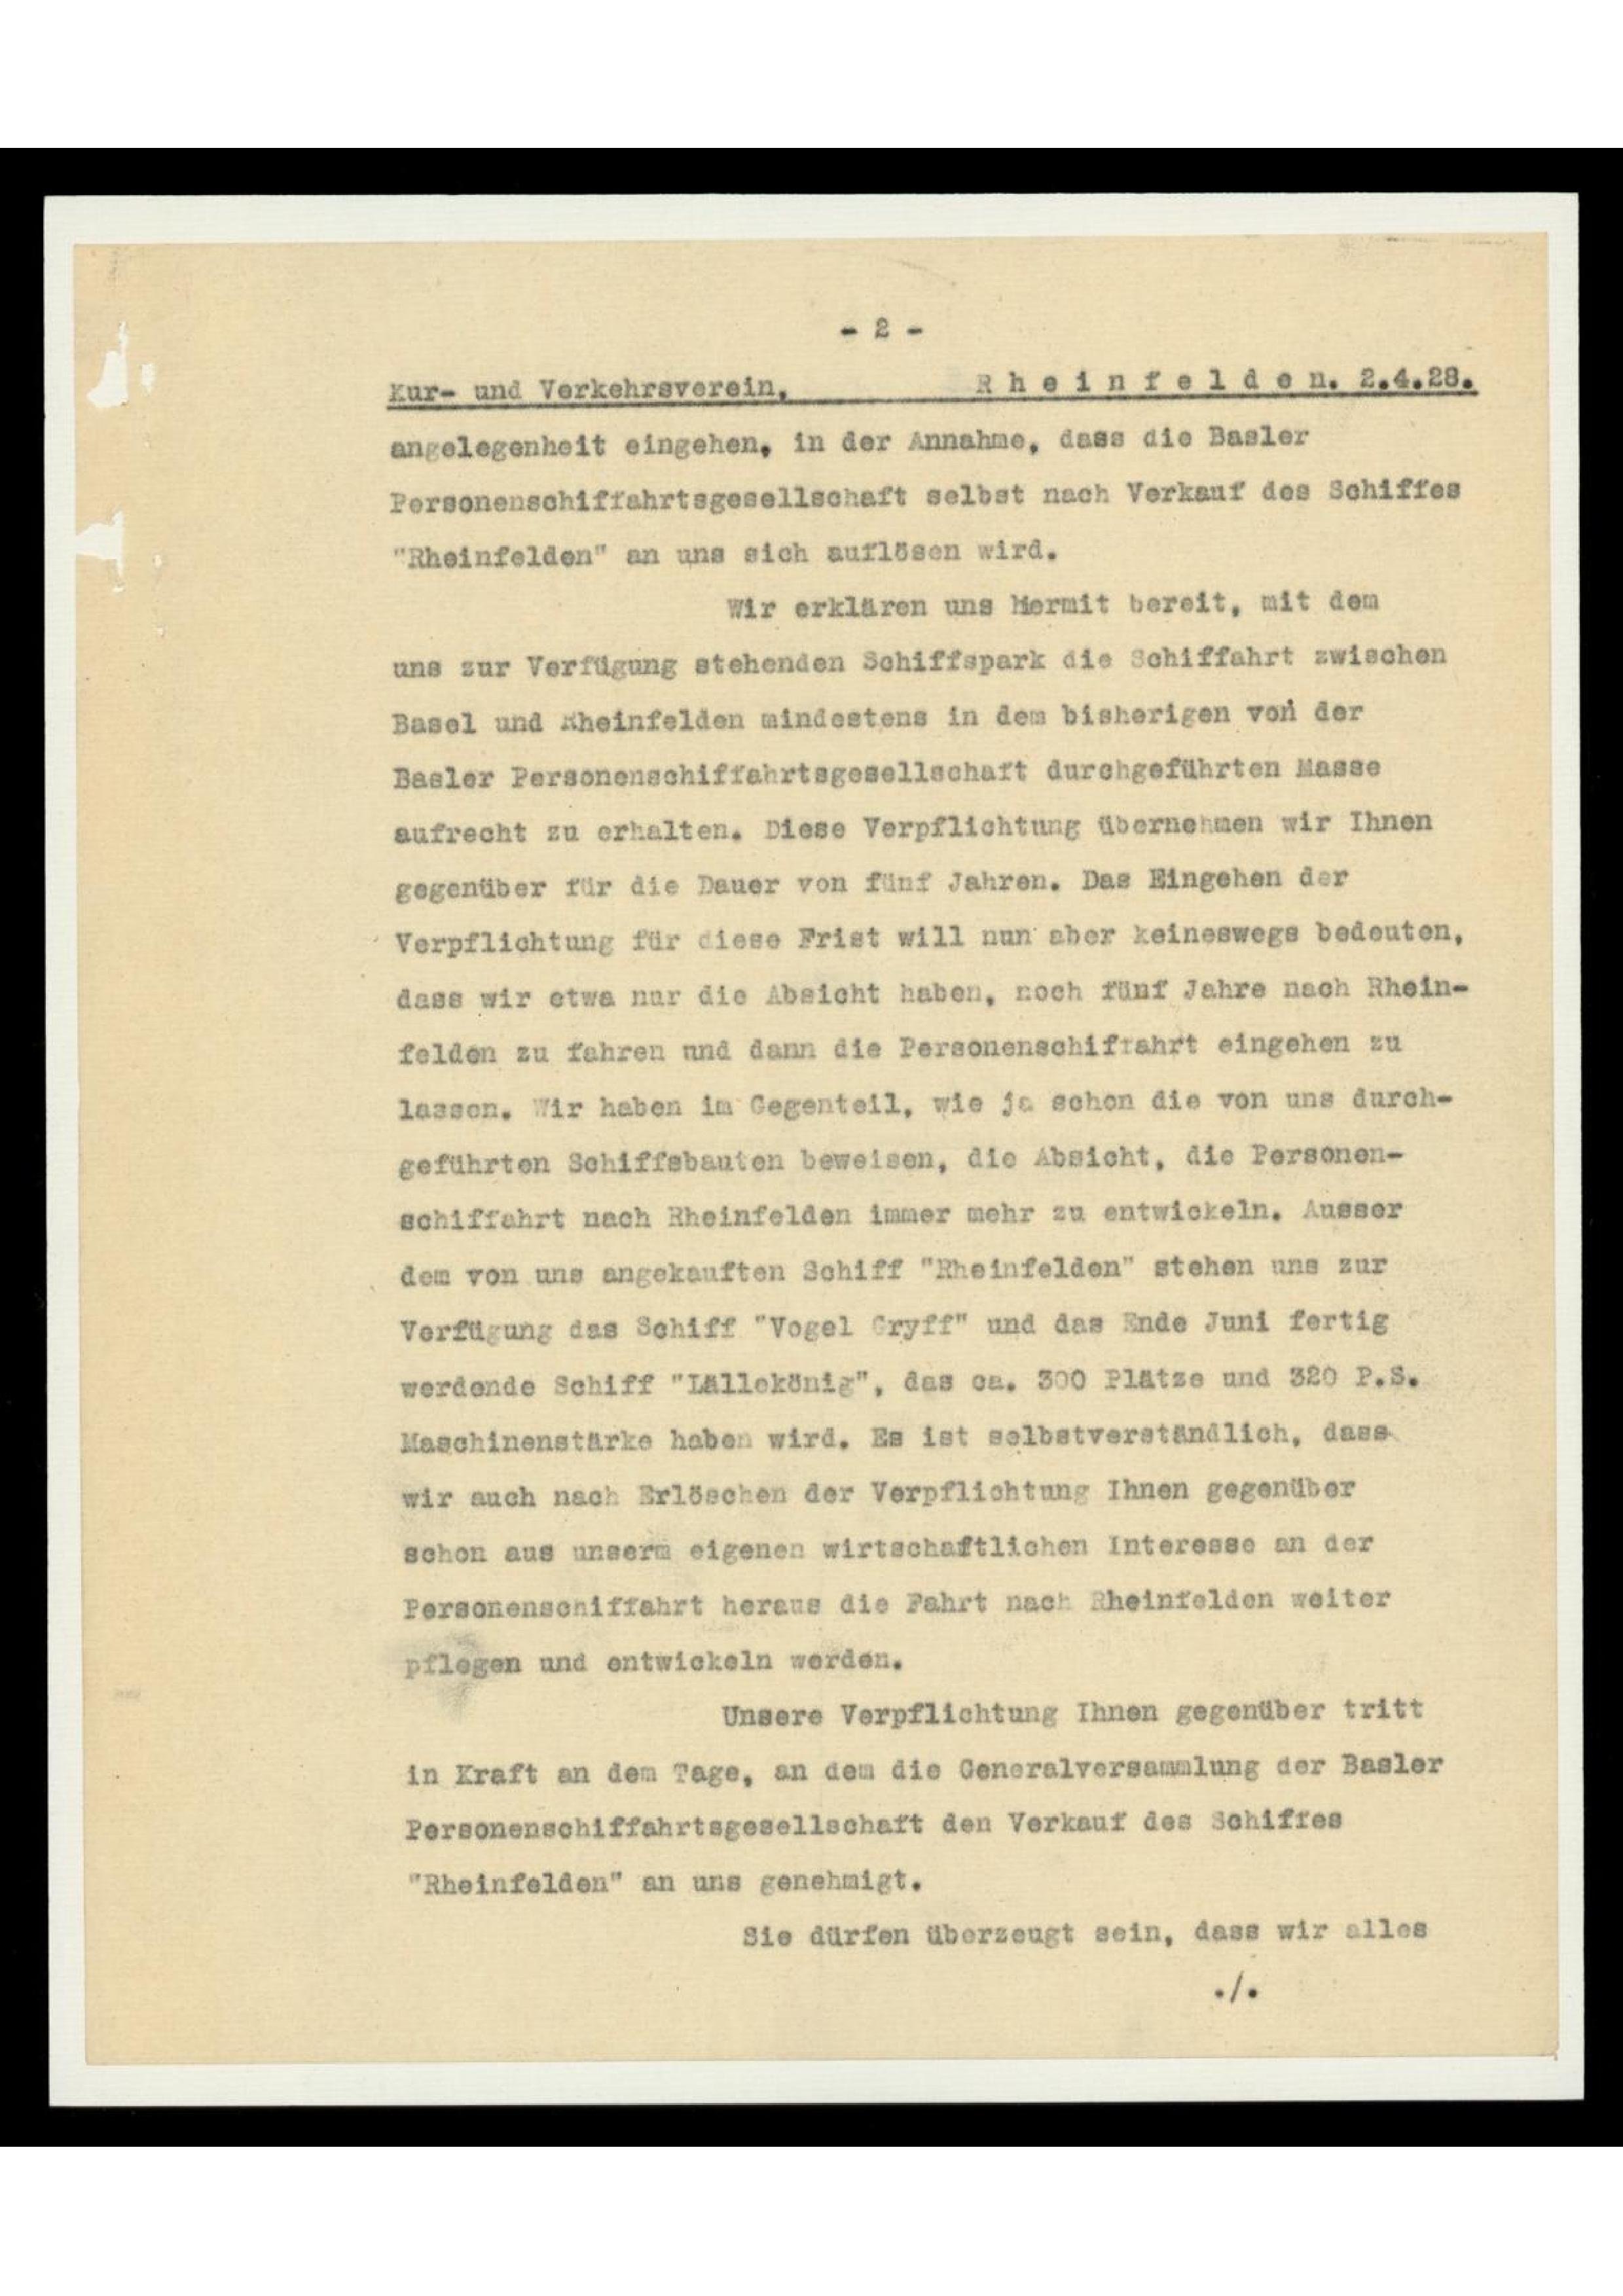 - 2 -
Kur- und Verkehrsverein, Rheinfelden. 2.4.28.
angelegenheit eingehen, in der Annahme, dass die Basler
Personenschiffahrtsgesellschaft selbst nach Verkauf des Schiffes
"Rheinfelden" an uns sich auflösen wird.
Wir erklären uns hiermit bereit, mit dem
uns zur Verfügung stehenden Schiffspark die Schiffahrt zwischen
Basel und Rheinfelden mindestens in dem bisherigen von der
Basler Personenschiffahrtsgesellschaft durchgeführten Masse
aufrecht zu erhalten. Diese Verpflichtung übernehmen wir Ihnen
gegenüber für die Dauer von fünf Jahren. Das Eingehen der
Verpflichtung für diese Frist will nun aber keineswegs bedeuten,
dass wir etwa nur die Absicht haben, noch fünf Jahre nach Rhein-
felden zu fahren und dann die Personenschiffahrt eingehen zu
lassen. Wir haben im Gegenteil, wie ja schon die von uns durch-
geführten Schiffsbauten beweisen, die Absicht, die Personen-
schiffahrt nach Rheinfelden immer mehr zu entwickeln. Ausser
dem von uns angekauften Schiff "Rheinfelden" stehen uns zur
Verfügung das Schiff "Vogel Gryff" und das Ende Juni fertig
werdende Schiff "Lällekönig", das ca. 300 Plätze und 320 P.S.
Maschinenstärke haben wird. Es ist selbstverständlich, dass
wir auch nach Erlöschen der Verpflichtung Ihnen gegenüber
schon aus unserm eigenen wirtschaftlichen Interesse an der
Personenschiffahrt heraus die Fahrt nach Rheinfelden weiter
pflegen und entwickeln werden.
Unsere Verpflichtung Ihnen gegenüber tritt
in Kraft an dem Tage, an dem die Generalversammlung der Basler
Personenschiffahrtsgesellschaft den Verkauf des Schiffes
"Rheinfelden" an uns genehmigt.
Sie dürfen überzeugt sein, dass wir alles
./.